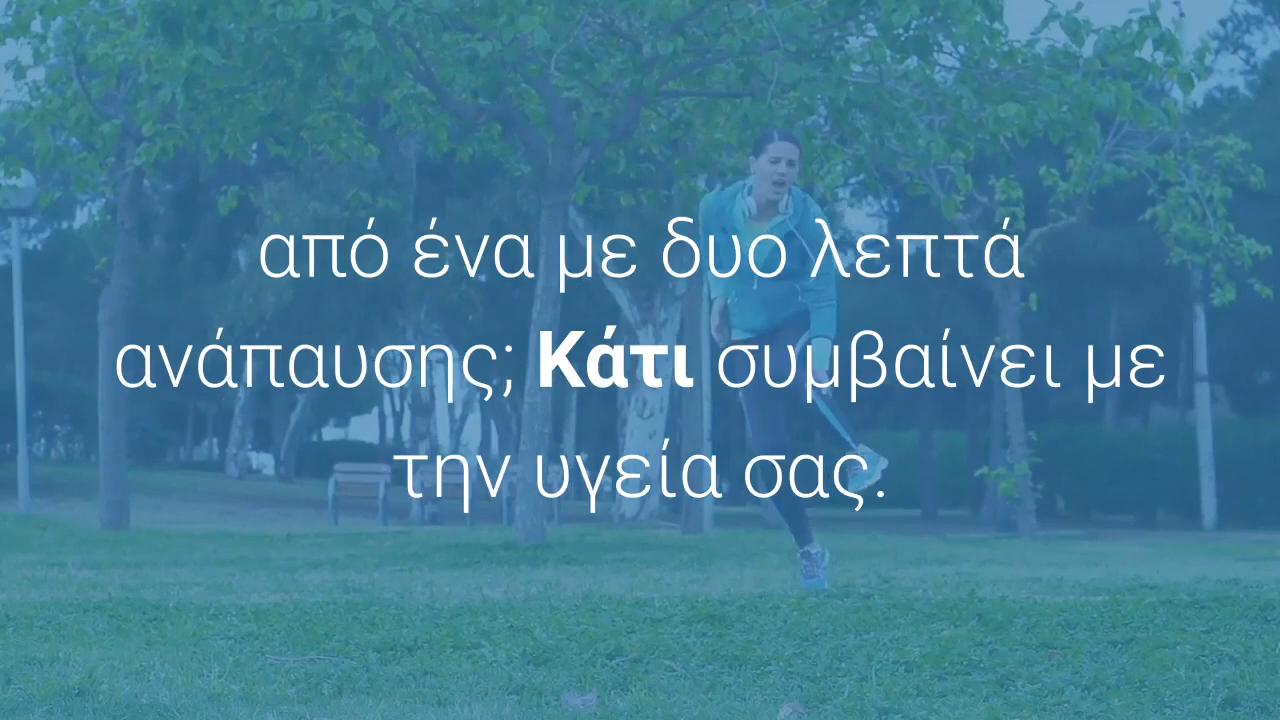 από ένα με δυο λεπτά
ανάπαυσης; Κάτι συμβαίνει με
την υγεία σας.